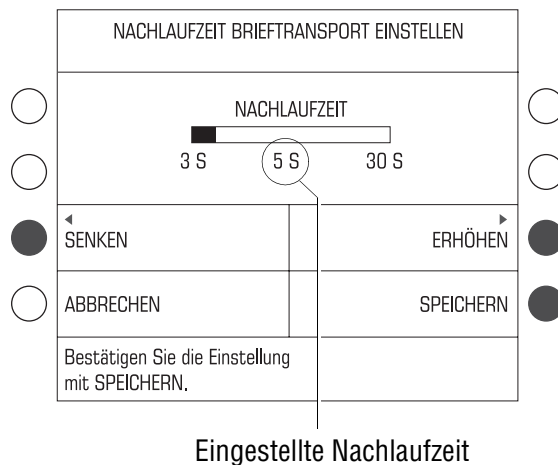 NACHLAUFZEIT BRIEFTRANSPORT EINSTELLEN
NACHLAUFZEIT
3 S 5 S 30 S
SENKEN ERHÖHEN
ABBRECHEN SPEICHERN
Bestätigen Sie die Einstellung
mit SPEICHERN.
Eingestellte Nachlaufzeit